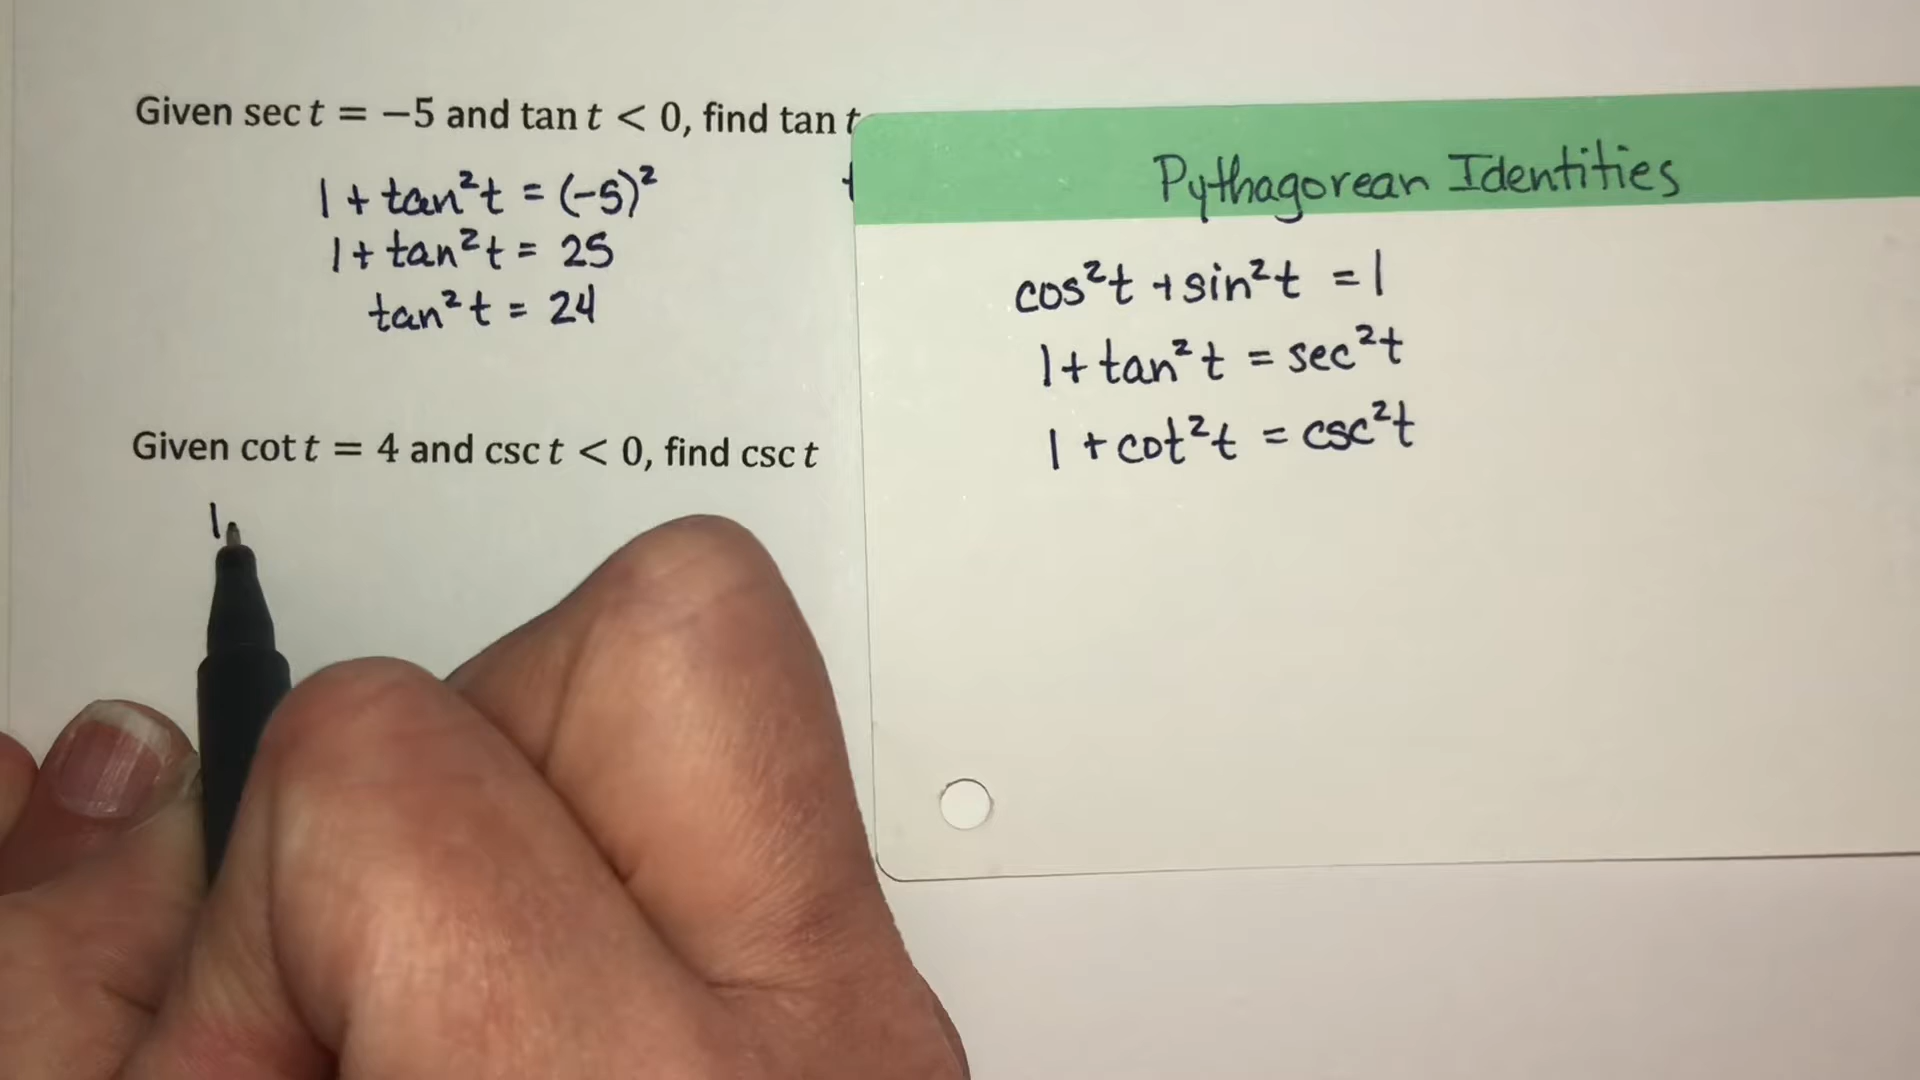 Given sec t = −5 and tan t < 0, find tan t
1 + tan²t = (-5)²
1 + tan²t = 25
tan²t = 24
t
Given cot t = 4 and csc t < 0, find csc t
1
Pythagorean Identities
cos²t + sin²t = 1
1 + tan²t = sec²t
1 + cot²t = csc²t